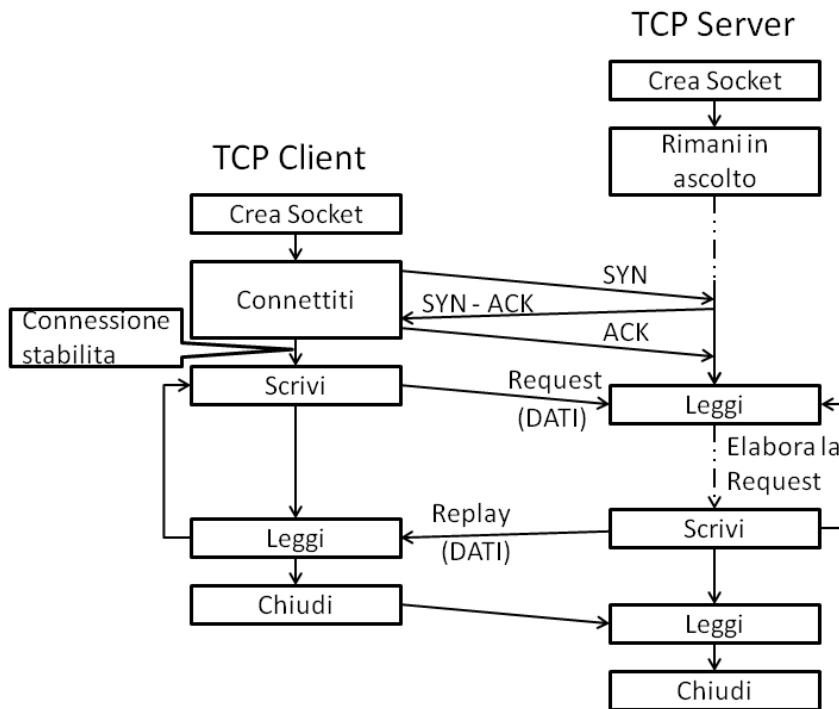 TCP Server
Crea Socket
Rimani in
ascolto
TCP Client
Crea Socket
Connettiti
SYN
SYN - ACK
ACK
Connessione
stabilita
Scrivi
Request
(DATI)
Leggi
Elabora la
Request
Scrivi
Replay
(DATI)
Leggi
Chiudi
Leggi
Chiudi